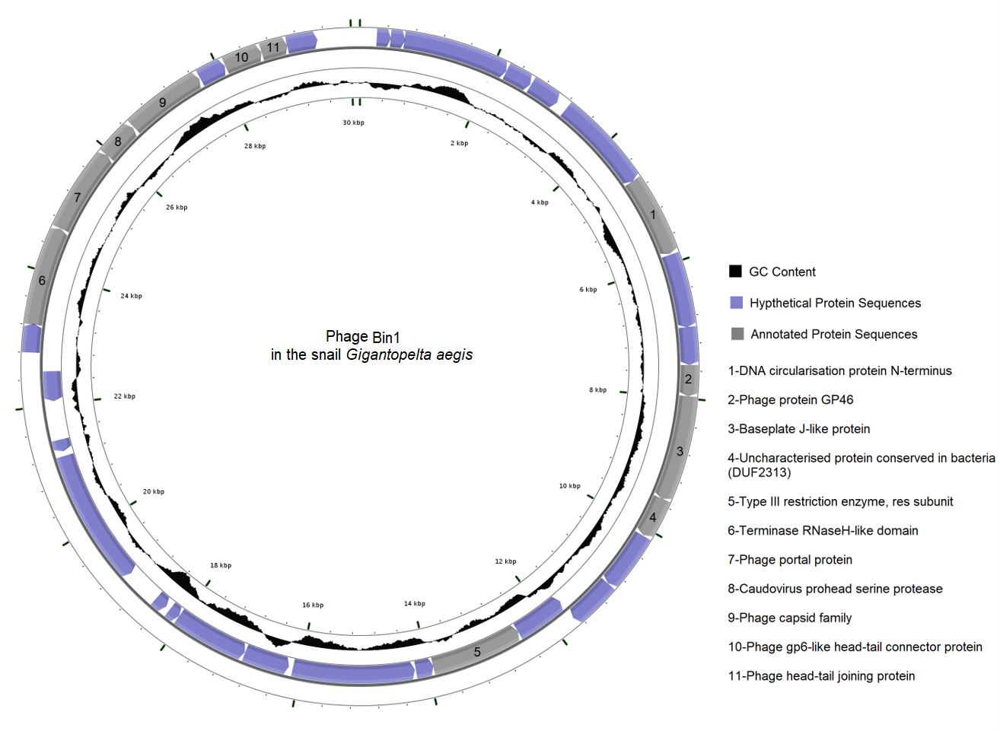 30 kbp
2 kbp
4 kbp
6 kbp
8 kbp
10 kbp
12 kbp
14 kbp
16 kbp
18 kbp
20 kbp
22 kbp
24 kbp
26 kbp
28 kbp
1
2
3
4
5
6
7
8
9
10
11
Phage Bin1
in the snail Gigantopelta aegis
GC Content
Hypthetical Protein Sequences
Annotated Protein Sequences
1-DNA circularisation protein N-terminus
2-Phage protein GP46
3-Baseplate J-like protein
4-Uncharacterised protein conserved in bacteria
(DUF2313)
5-Type III restriction enzyme, res subunit
6-Terminase RNaseH-like domain
7-Phage portal protein
8-Caudovirus prohead serine protease
9-Phage capsid family
10-Phage gp6-like head-tail connector protein
11-Phage head-tail joining protein